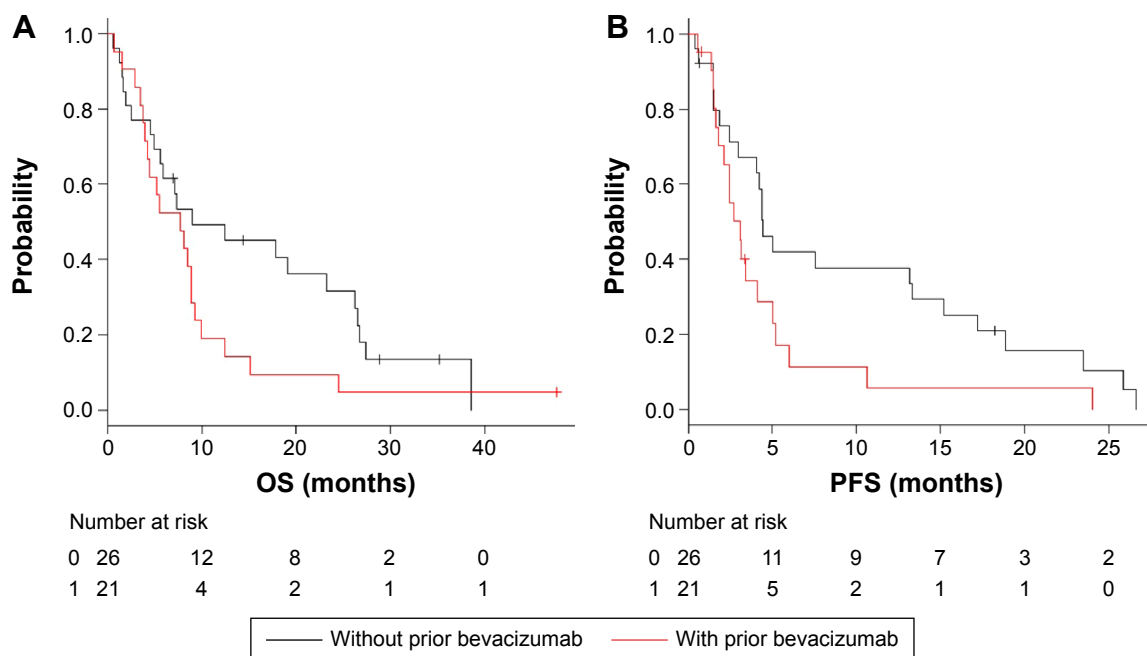 A
1.0
0.8
0.6
0.4
0.2
0.0
Probability
0 10 20 30 40
OS (months)
Number at risk
0 26 12 8 2 0
1 21 4 2 1 1
B
1.0
0.8
0.6
0.4
0.2
0.0
Probability
0 5 10 15 20 25
PFS (months)
Number at risk
0 26 11 9 7 3 2
1 21 5 2 1 1 0
Without prior bevacizumab With prior bevacizumab